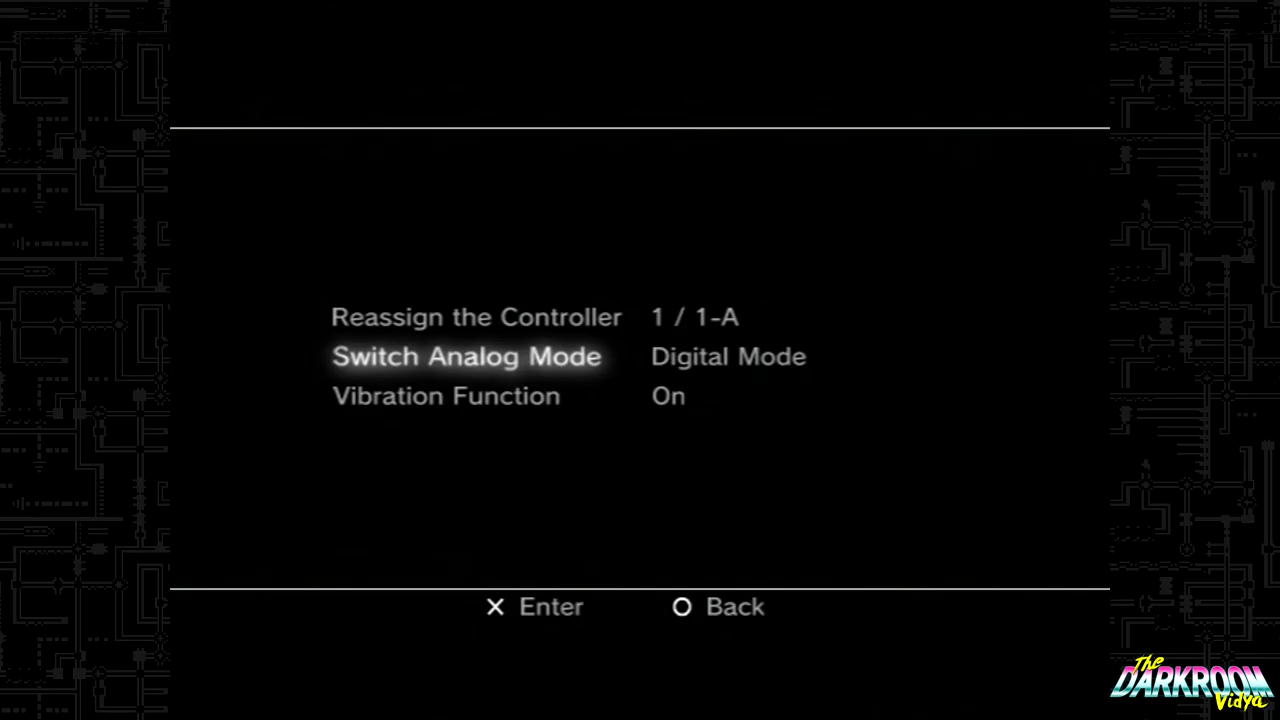 Reassign the Controller 1 / 1-A
Switch Analog Mode Digital Mode
Vibration Function On
X Enter O Back
The
DARKROOM
Vidya